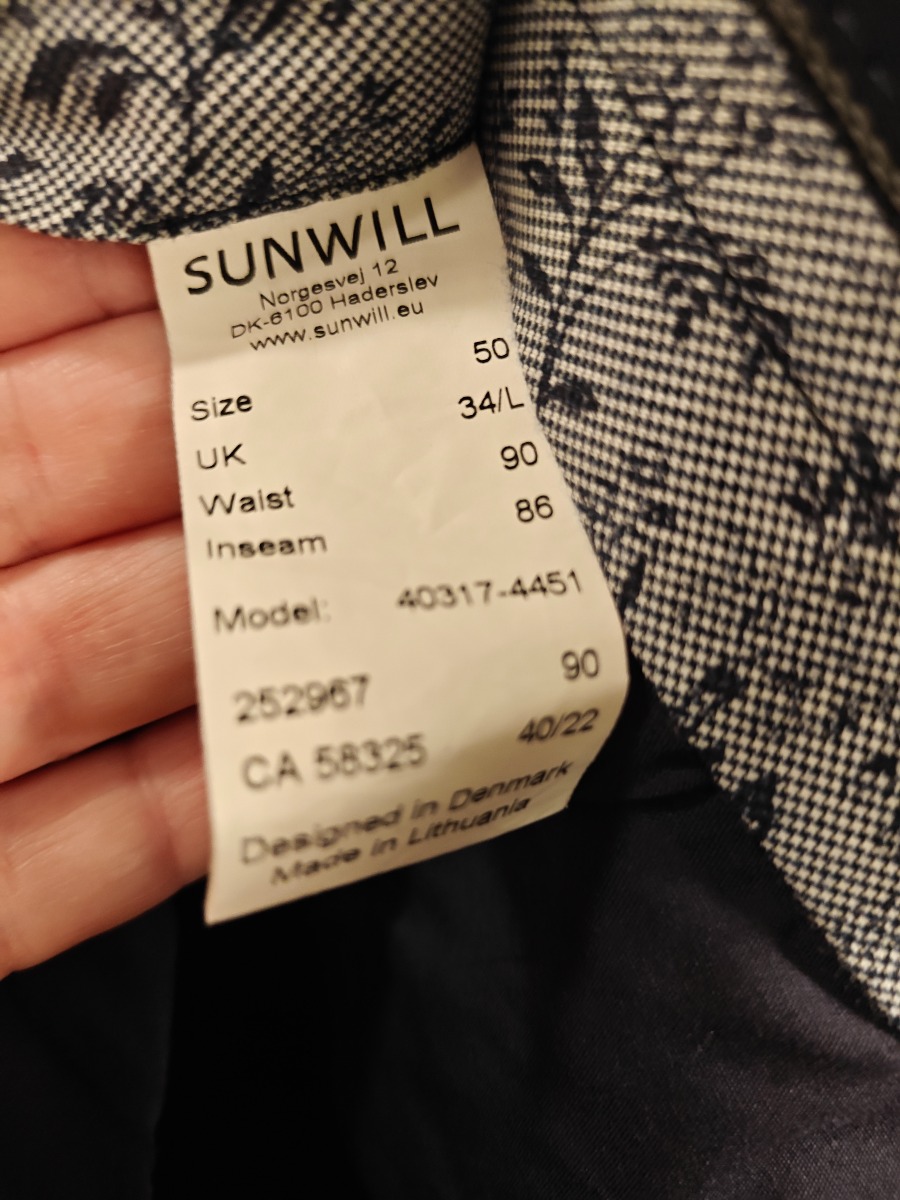 SUNWILL
Norgesvej 12
DK-6100 Haderslev
www.sunwill.eu
Size 50
UK 34/L
Waist 90
Inseam 86
Model: 40317-4451
252967 90
CA 58325 40/22
Designed in Denmark
Made in Lithuania